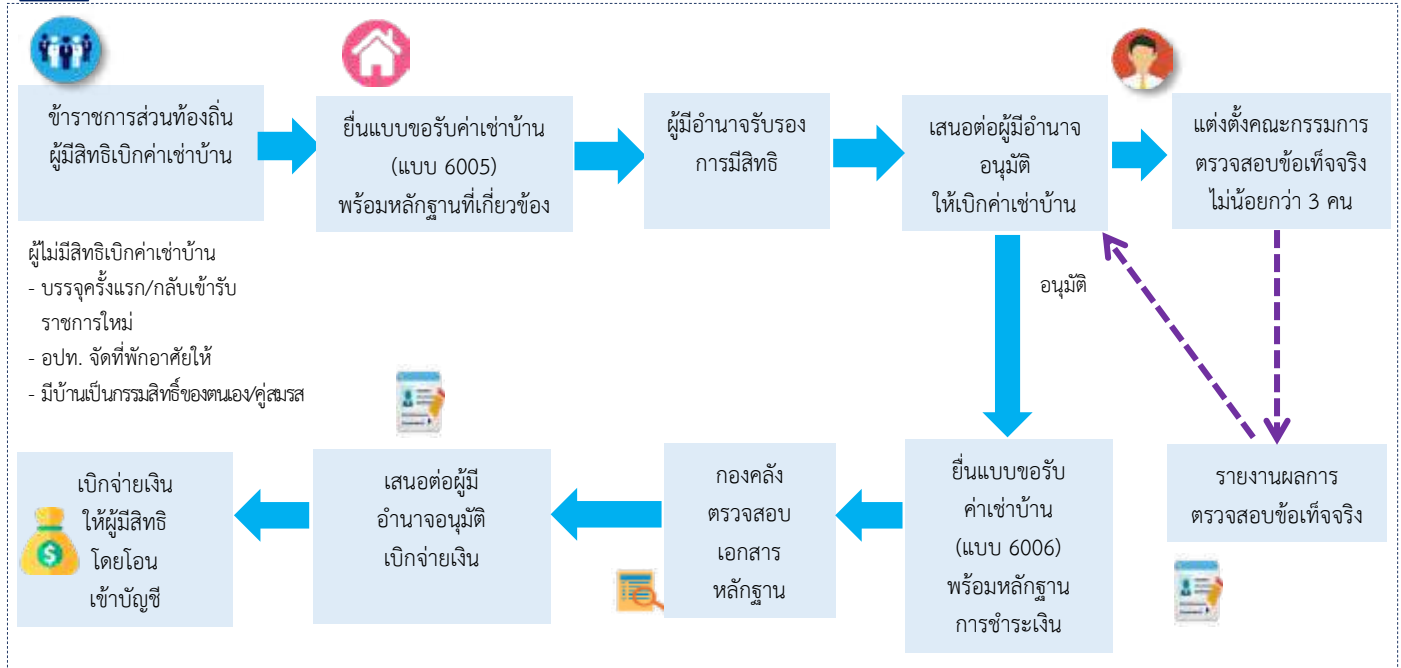 ข้าราชการส่วนท้องถิ่น
ผู้มีสิทธิเบิกค่าเช่าบ้าน
ยื่นแบบขอรับค่าเช่าบ้าน
(แบบ 6005)
พร้อมหลักฐานที่เกี่ยวข้อง
ผู้มีอำนาจรับรอง
การมีสิทธิ
เสนอต่อผู้มีอำนาจ
อนุมัติ
ให้เบิกค่าเช่าบ้าน
แต่งตั้งคณะกรรมการ
ตรวจสอบข้อเท็จจริง
ไม่น้อยกว่า 3 คน
ผู้ไม่มีสิทธิเบิกค่าเช่าบ้าน
- บรรจุครั้งแรก/กลับเข้ารับ
ราชการใหม่
- อปท. จัดที่พักอาศัยให้
- มีบ้านเป็นกรรมสิทธิ์ของตนเอง/คู่สมรส
อนุมัติ
รายงานผลการ
ตรวจสอบข้อเท็จจริง
ยื่นแบบขอรับ
ค่าเช่าบ้าน
(แบบ 6006)
พร้อมหลักฐาน
การชำระเงิน
กองคลัง
ตรวจสอบ
เอกสาร
หลักฐาน
เสนอต่อผู้มี
อำนาจอนุมัติ
เบิกจ่ายเงิน
เบิกจ่ายเงิน
ให้ผู้มีสิทธิ
โดยโอน
เข้าบัญชี